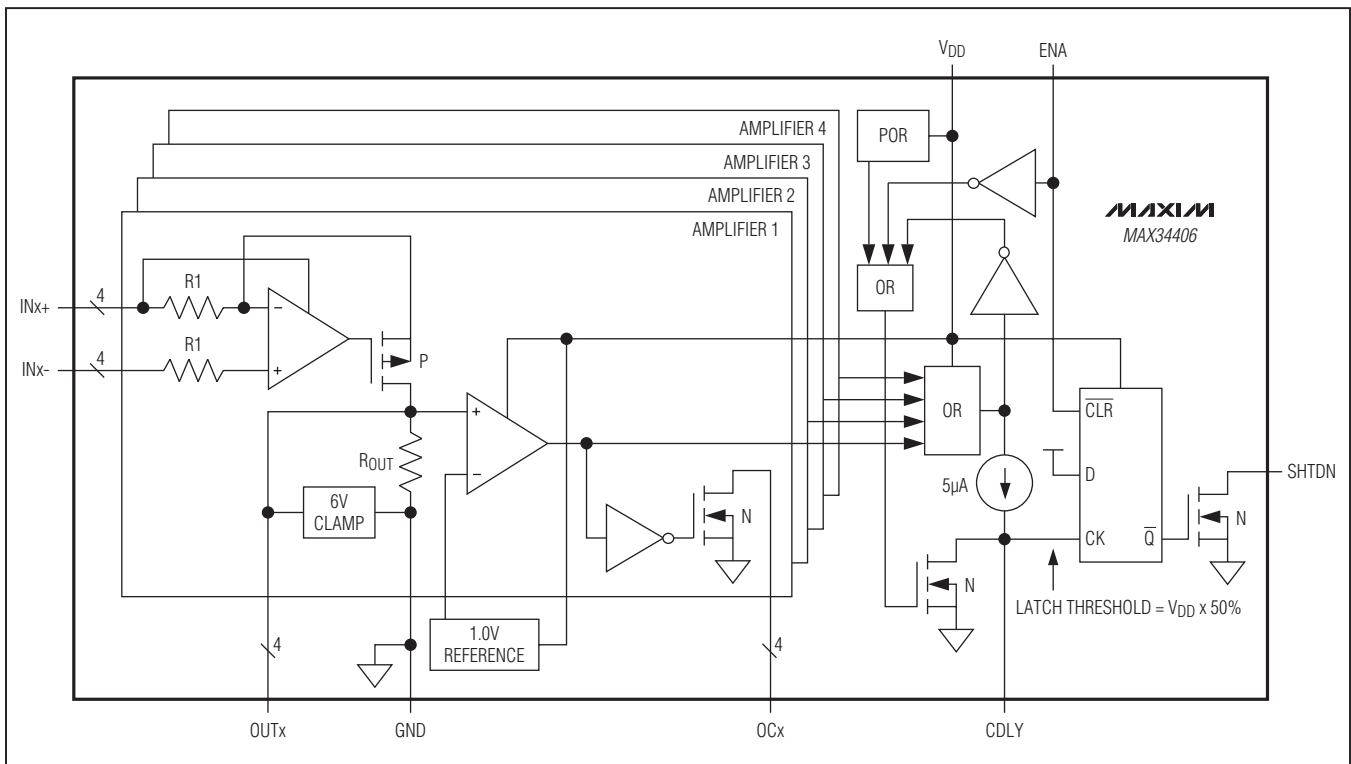 VDD
ENA
AMPLIFIER 4
POR
AMPLIFIER 3
AMPLIFIER 2
MAXIM
MAX34406
AMPLIFIER 1
OR
R1
INx+
4
R1
INx-
4
P
OR
CLR
ROUT
5µA
D
SHTDN
6V
CLAMP
N
N
CK
Q
N
LATCH THRESHOLD = VDD x 50%
1.0V
REFERENCE
4
4
OUTx
GND
OCx
CDLY